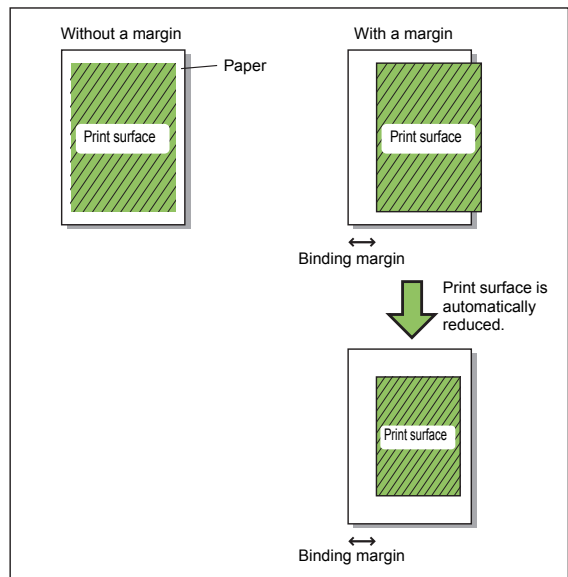 Without a margin
Paper
Print surface
With a margin
Print surface
Binding margin
Print surface is
automatically
reduced.
Print surface
Binding margin